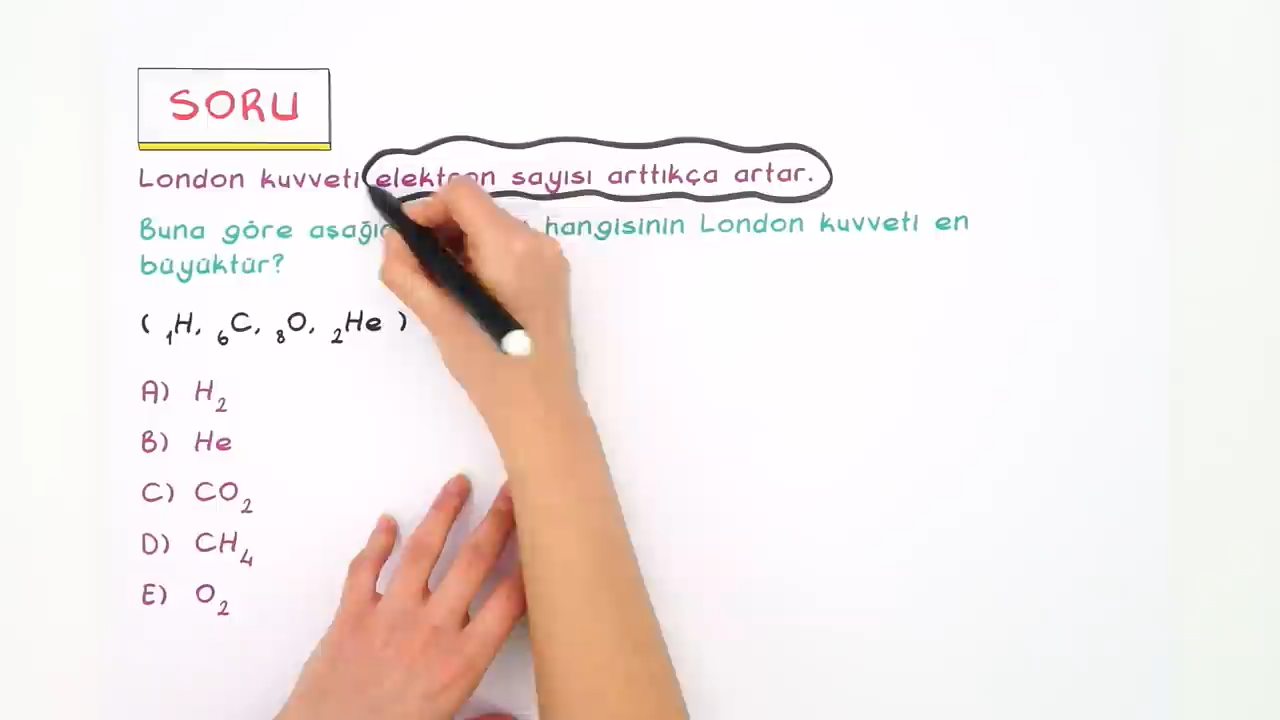 SORU
London kuvveti elektron sayısı arttıkça artar.
Buna göre hangisinin London kuvveti en
büyüktür?
( ₁H, ₆C, ₈O, ₂He )
A) H₂
B) He
C) CO₂
D) CH₄
E) O₂